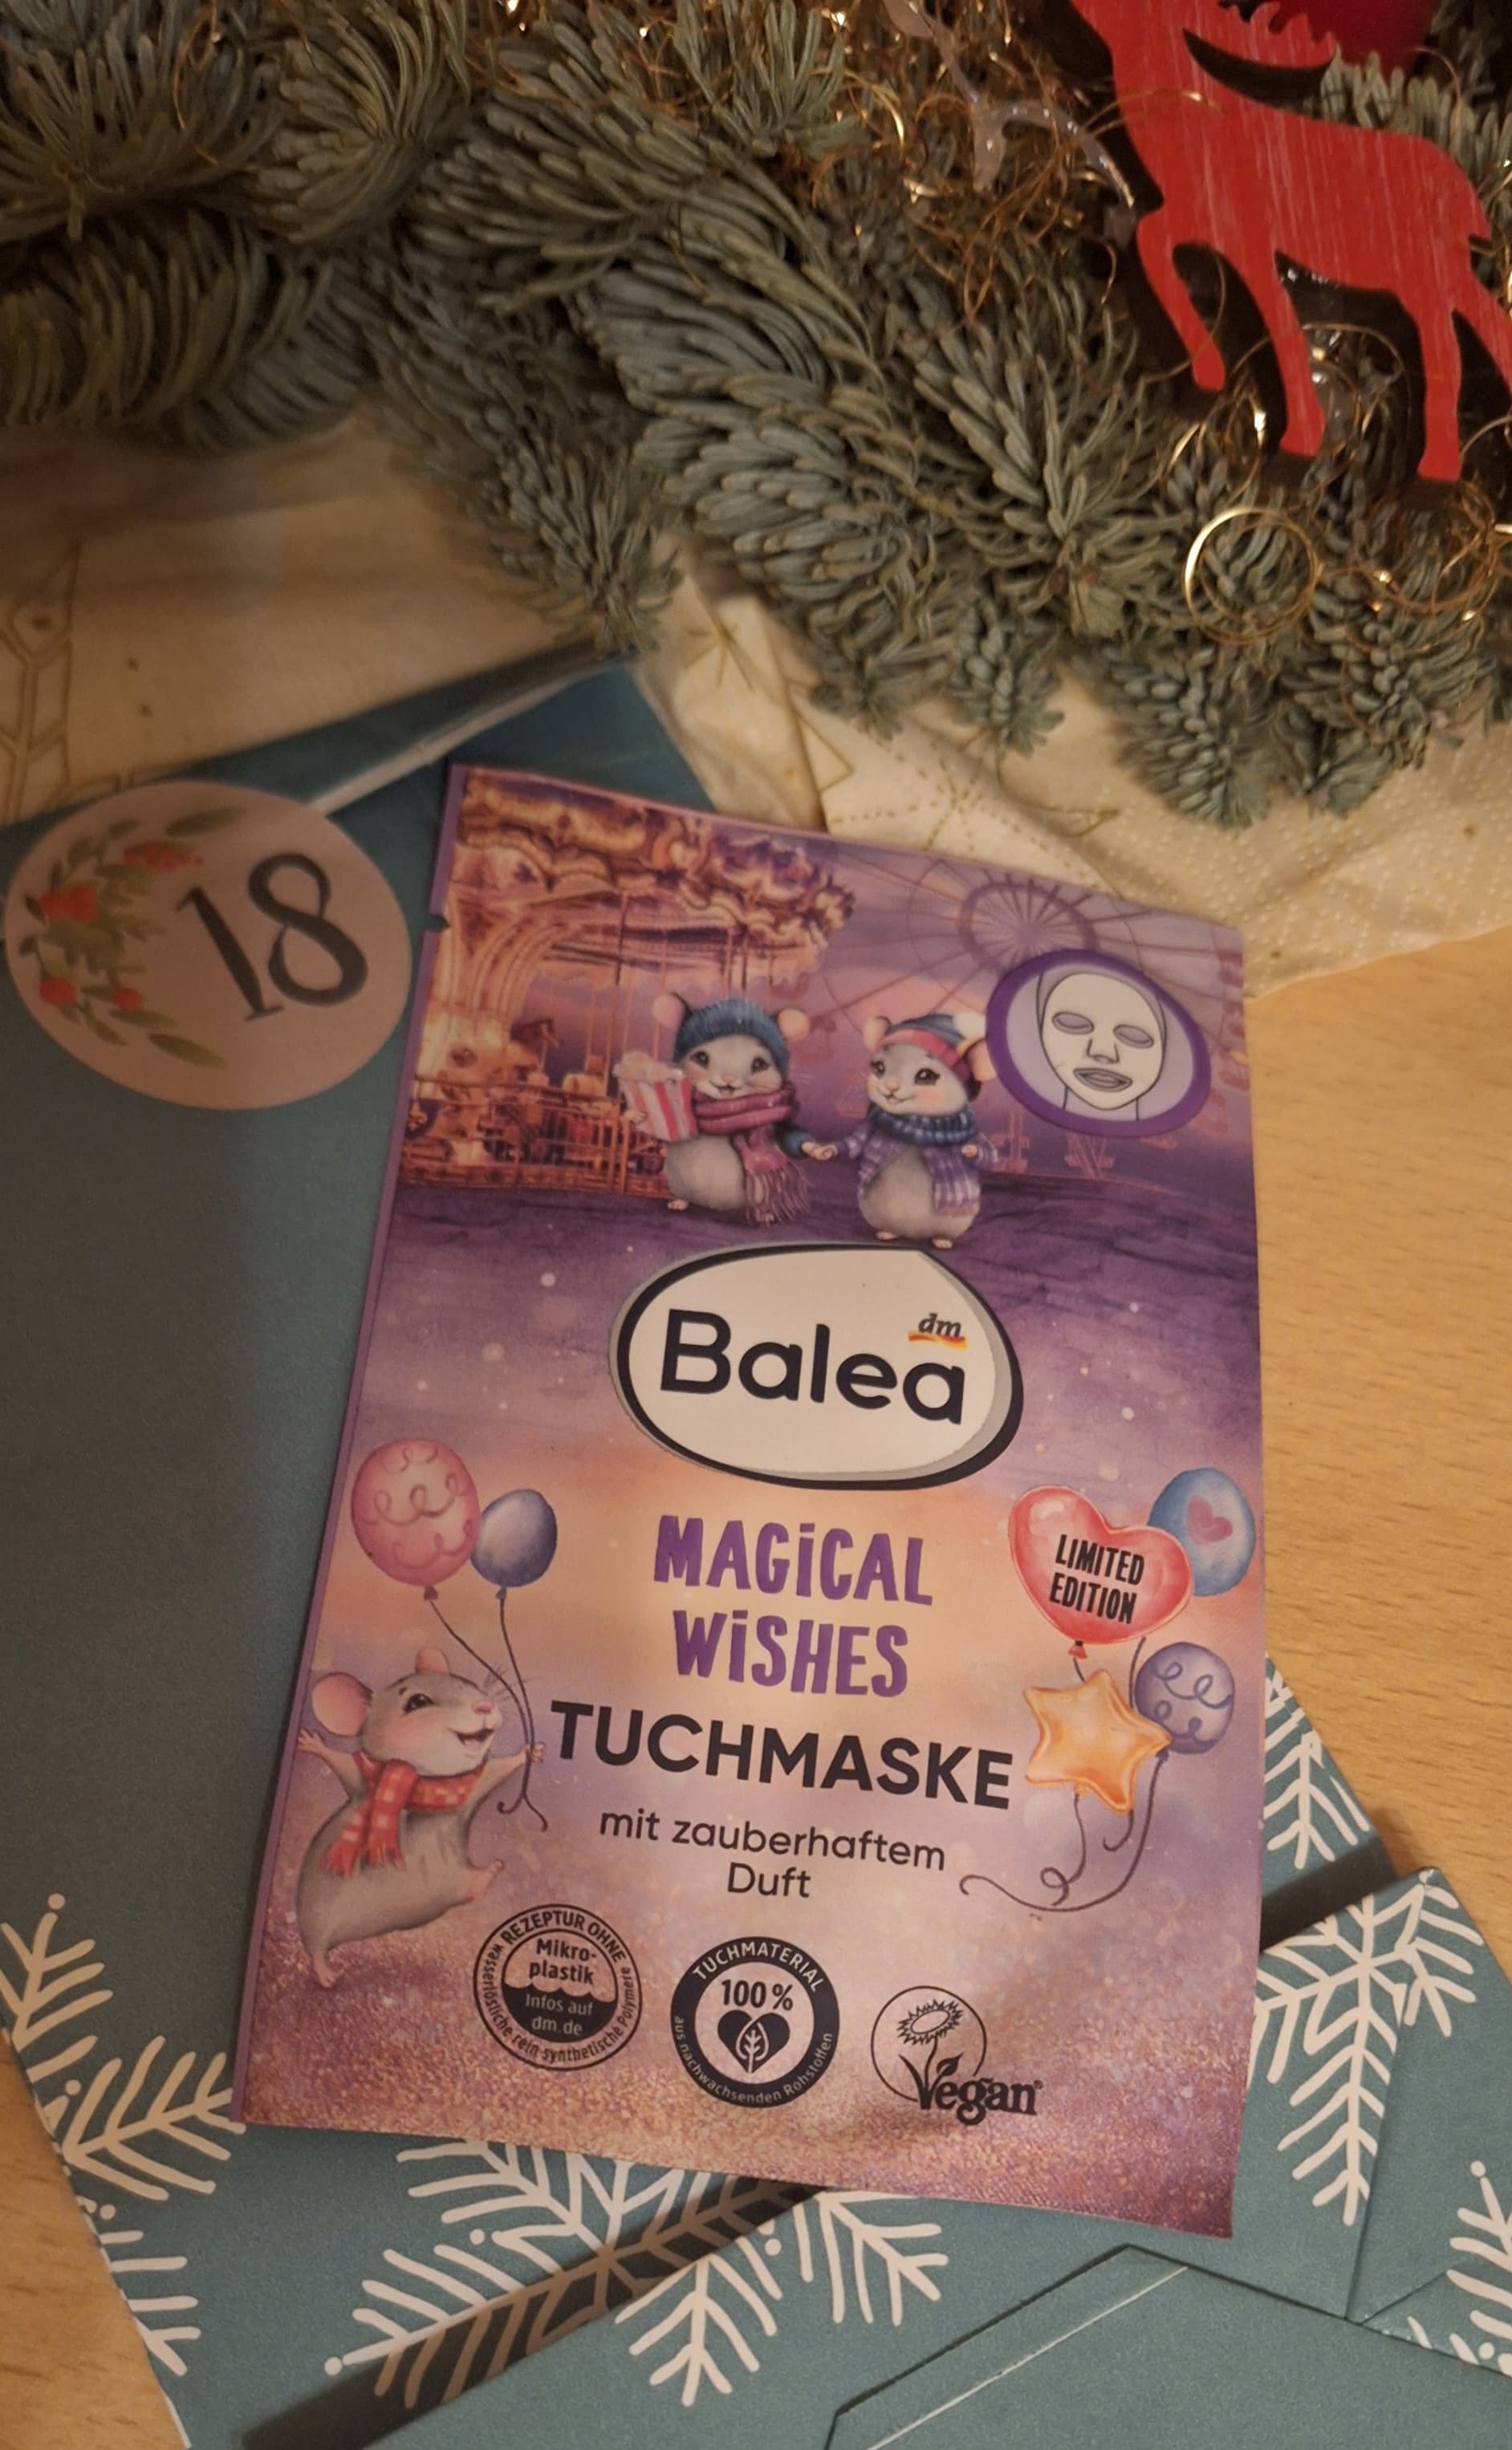 18
Balea
dm
MAGiCAL
WiSHES
LIMITED
EDITION
TUCHMASKE
mit zauberhaftem
Duft
REZEPTUR OHNE
Mikro-
plastik
Infos auf
dm.de
wasserlösliche rein synthetische Polymere
TUCHMATERIAL
100%
aus nachwachsenden Rohstoffen
Vegan